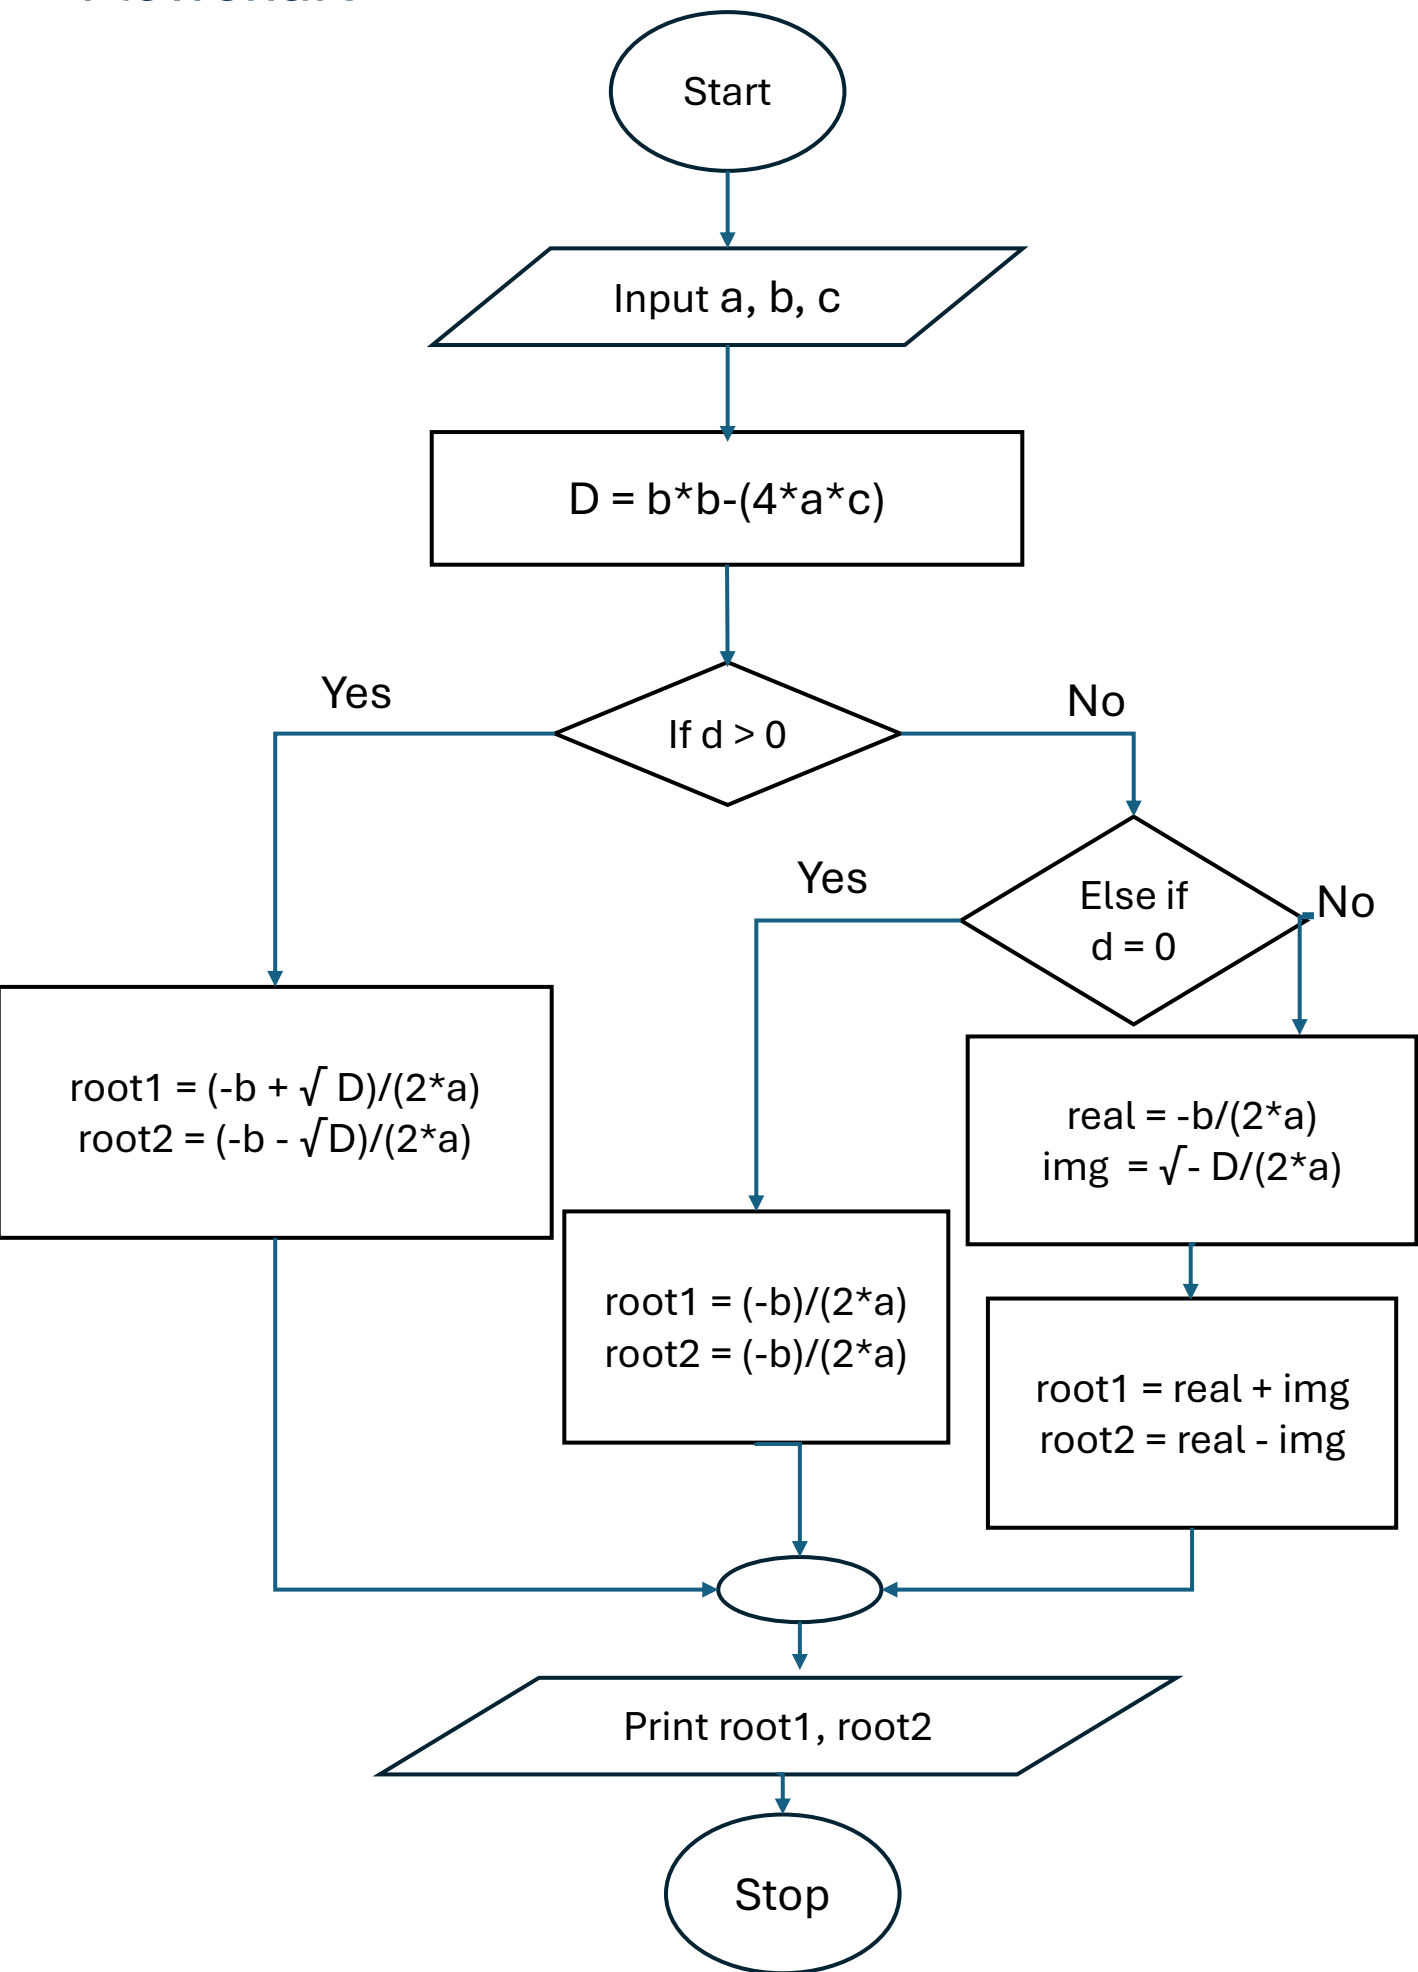 Start
Input a, b, c
D = b*b-(4*a*c)
Yes
If d > 0
No
Yes
Else if
d = 0
No
root1 = (-b + √ D)/(2*a)
root2 = (-b - √D)/(2*a)
real = -b/(2*a)
img  = √- D/(2*a)
root1 = (-b)/(2*a)
root2 = (-b)/(2*a)
root1 = real + img
root2 = real - img
Print root1, root2
Stop